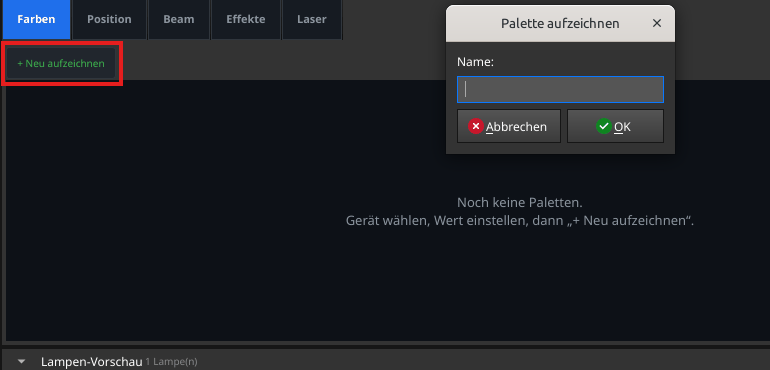 Farben Position Beam Effekte Laser
+ Neu aufzeichnen
Palette aufzeichnen
Name:
Abbrechen OK
Noch keine Paletten.
Gerät wählen, Wert einstellen, dann „+ Neu aufzeichnen“.
Lampen-Vorschau 1 Lampe(n)